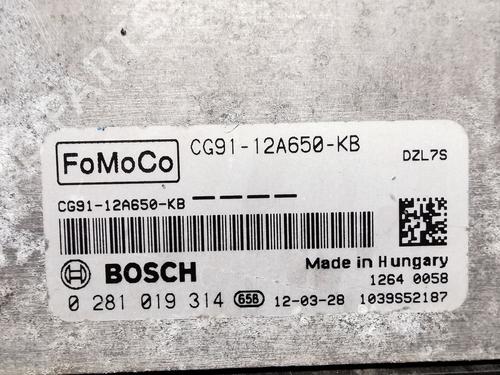 FoMoCo CG91-12A650-KB DZL7S
CG91-12A650-KB
BOSCH Made in Hungary
1264 0058
0 281 019 314 658 12-03-28 1039S52187